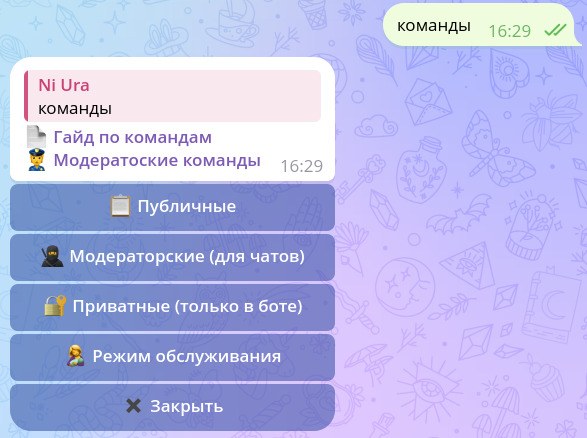 команды 16:29
Ni Ura
команды
Гайд по командам
Модератоские команды 16:29
Публичные
Модераторские (для чатов)
Приватные (только в боте)
Режим обслуживания
Закрыть